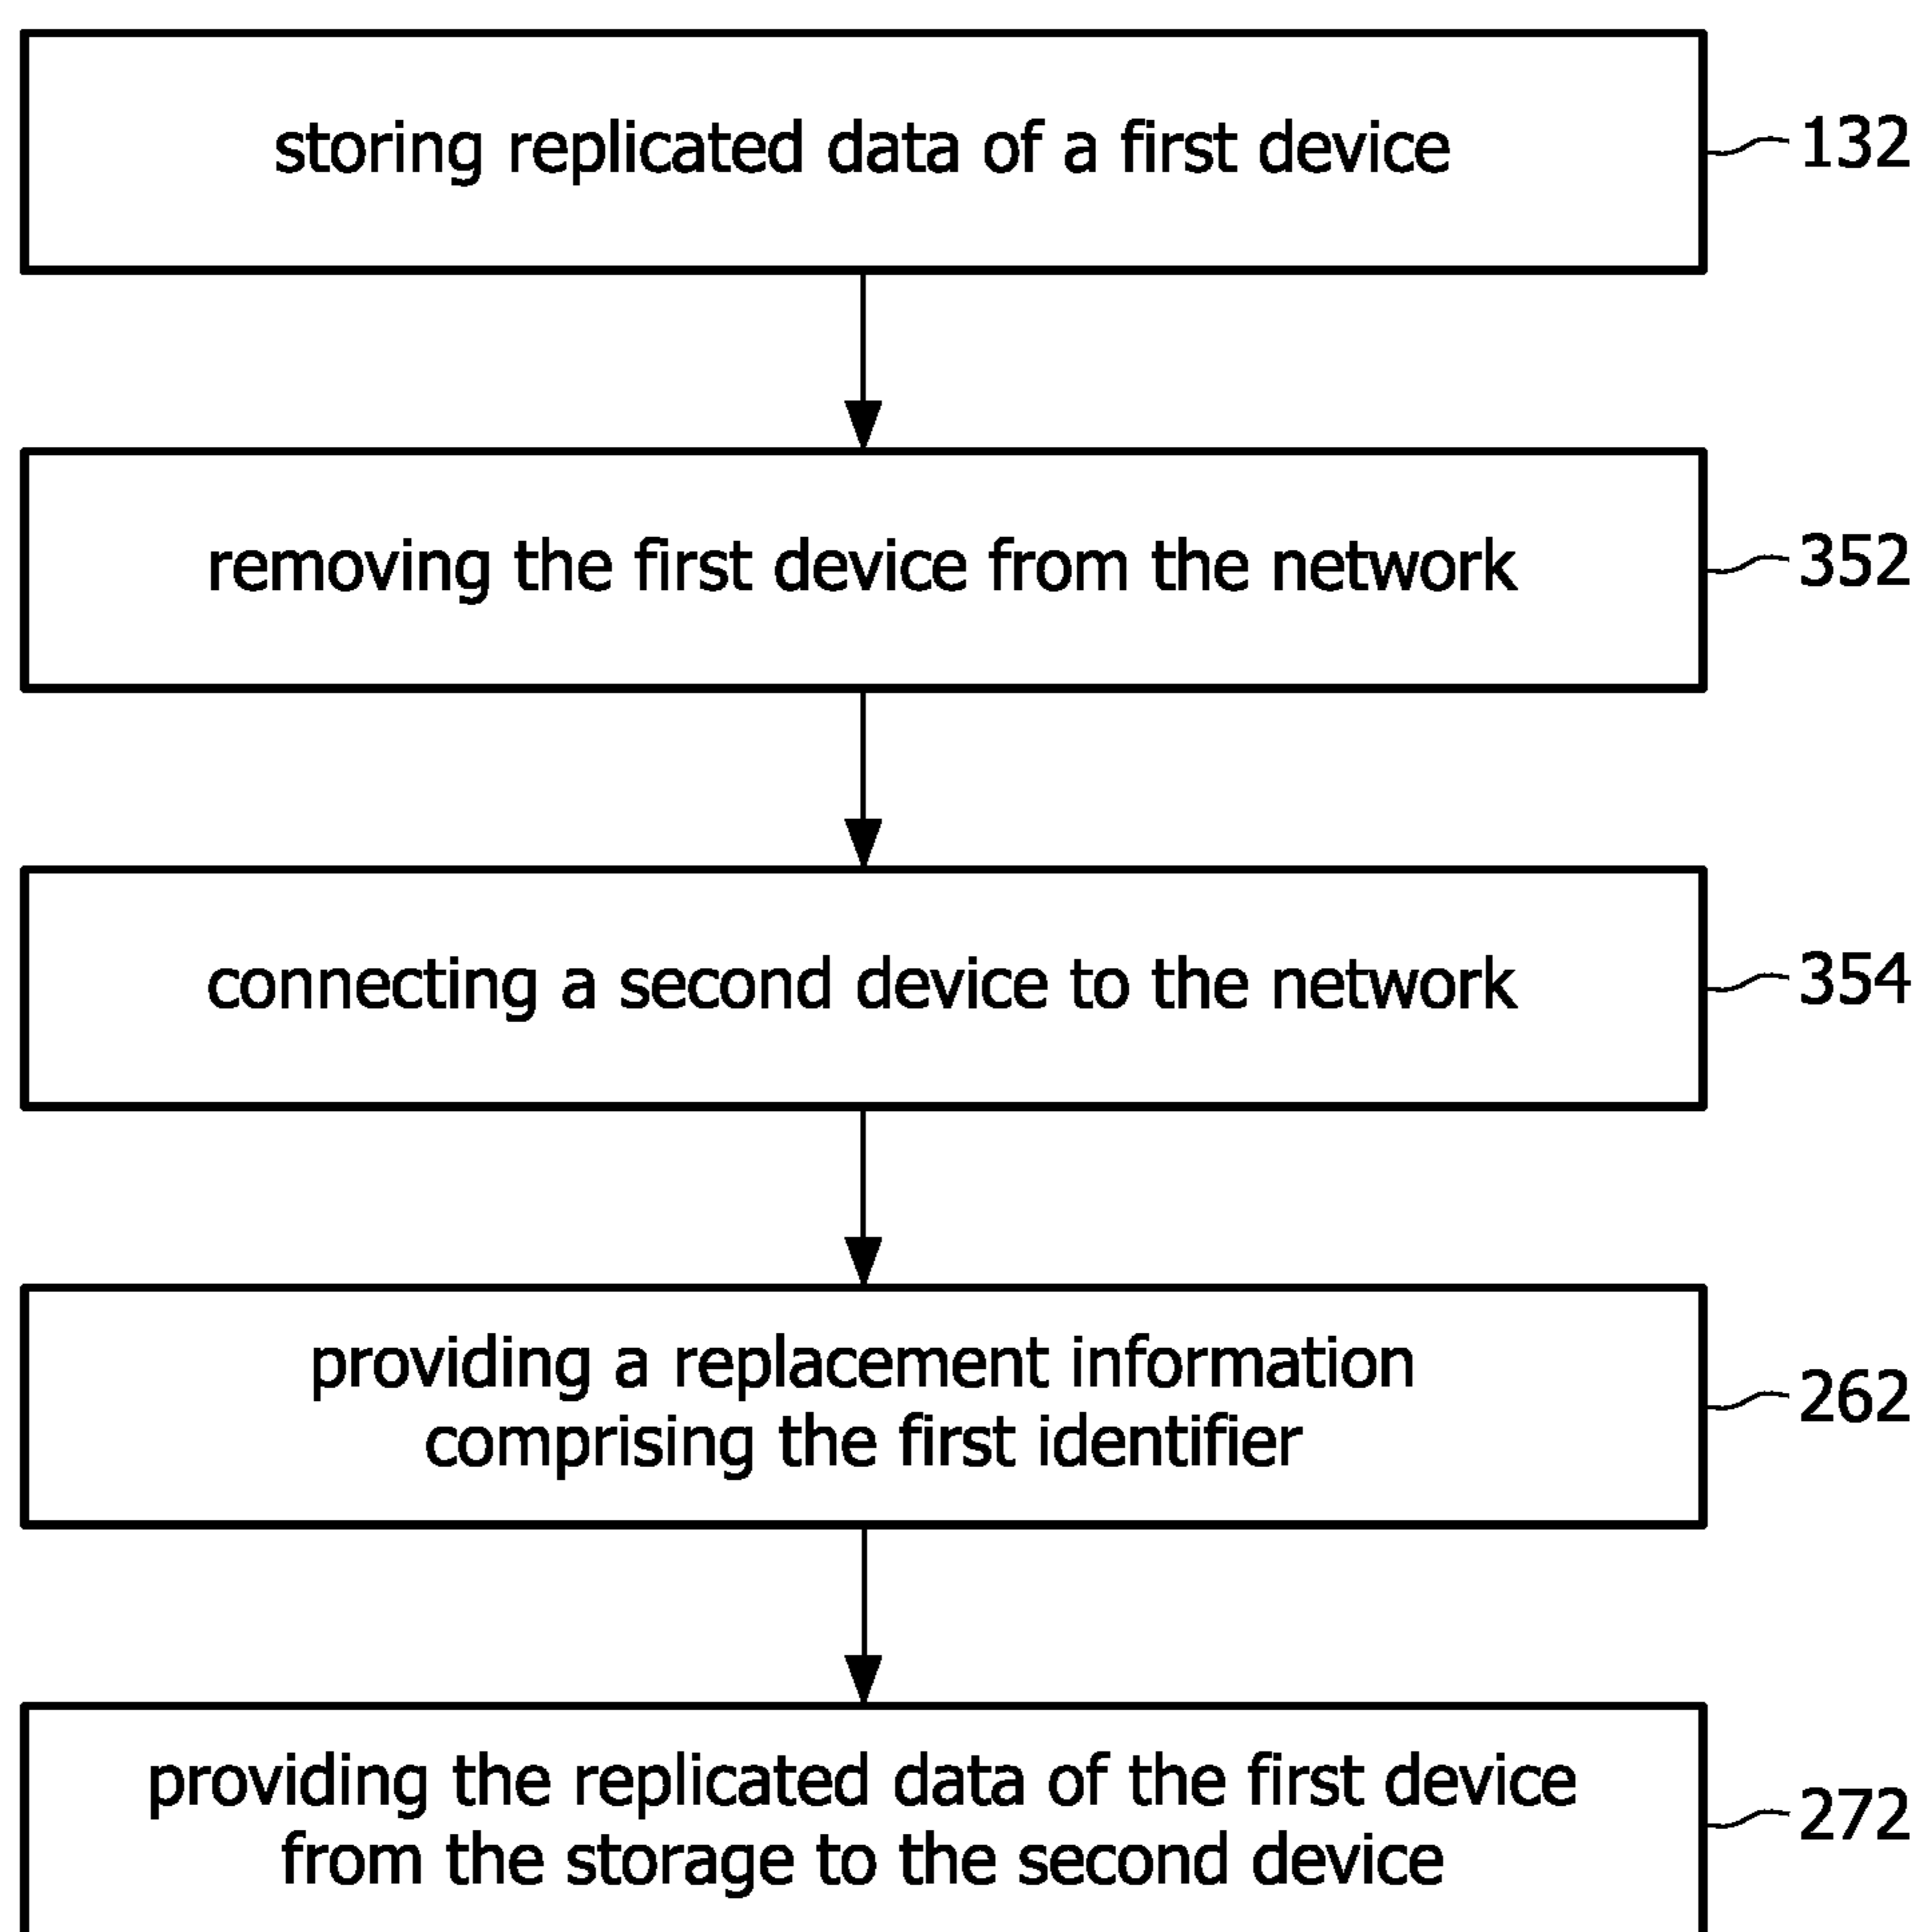 storing replicated data of a first device
132
removing the first device from the network
352
connecting a second device to the network
354
providing a replacement information
comprising the first identifier
262
providing the replicated data of the first device
from the storage to the second device
272